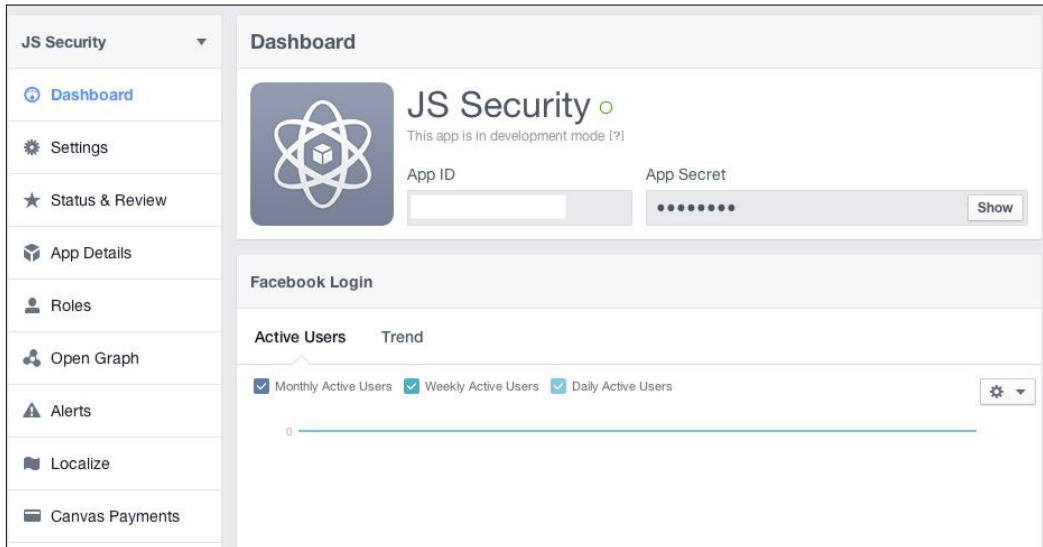 JS Security
Dashboard
Settings
Status & Review
App Details
Roles
Open Graph
Alerts
Localize
Canvas Payments
Dashboard
JS Security
This app is in development mode [?]
App ID
App Secret
••••••••
Show
Facebook Login
Active Users Trend
Monthly Active Users Weekly Active Users Daily Active Users
0